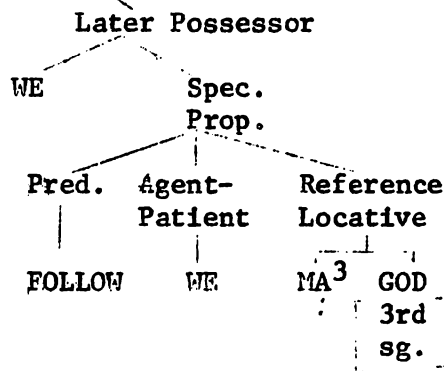 Later Possessor
WE Spec.
Prop.
Pred. Agent- Reference
Patient Locative
FOLLOW WE MA³ GOD
3rd
sg.